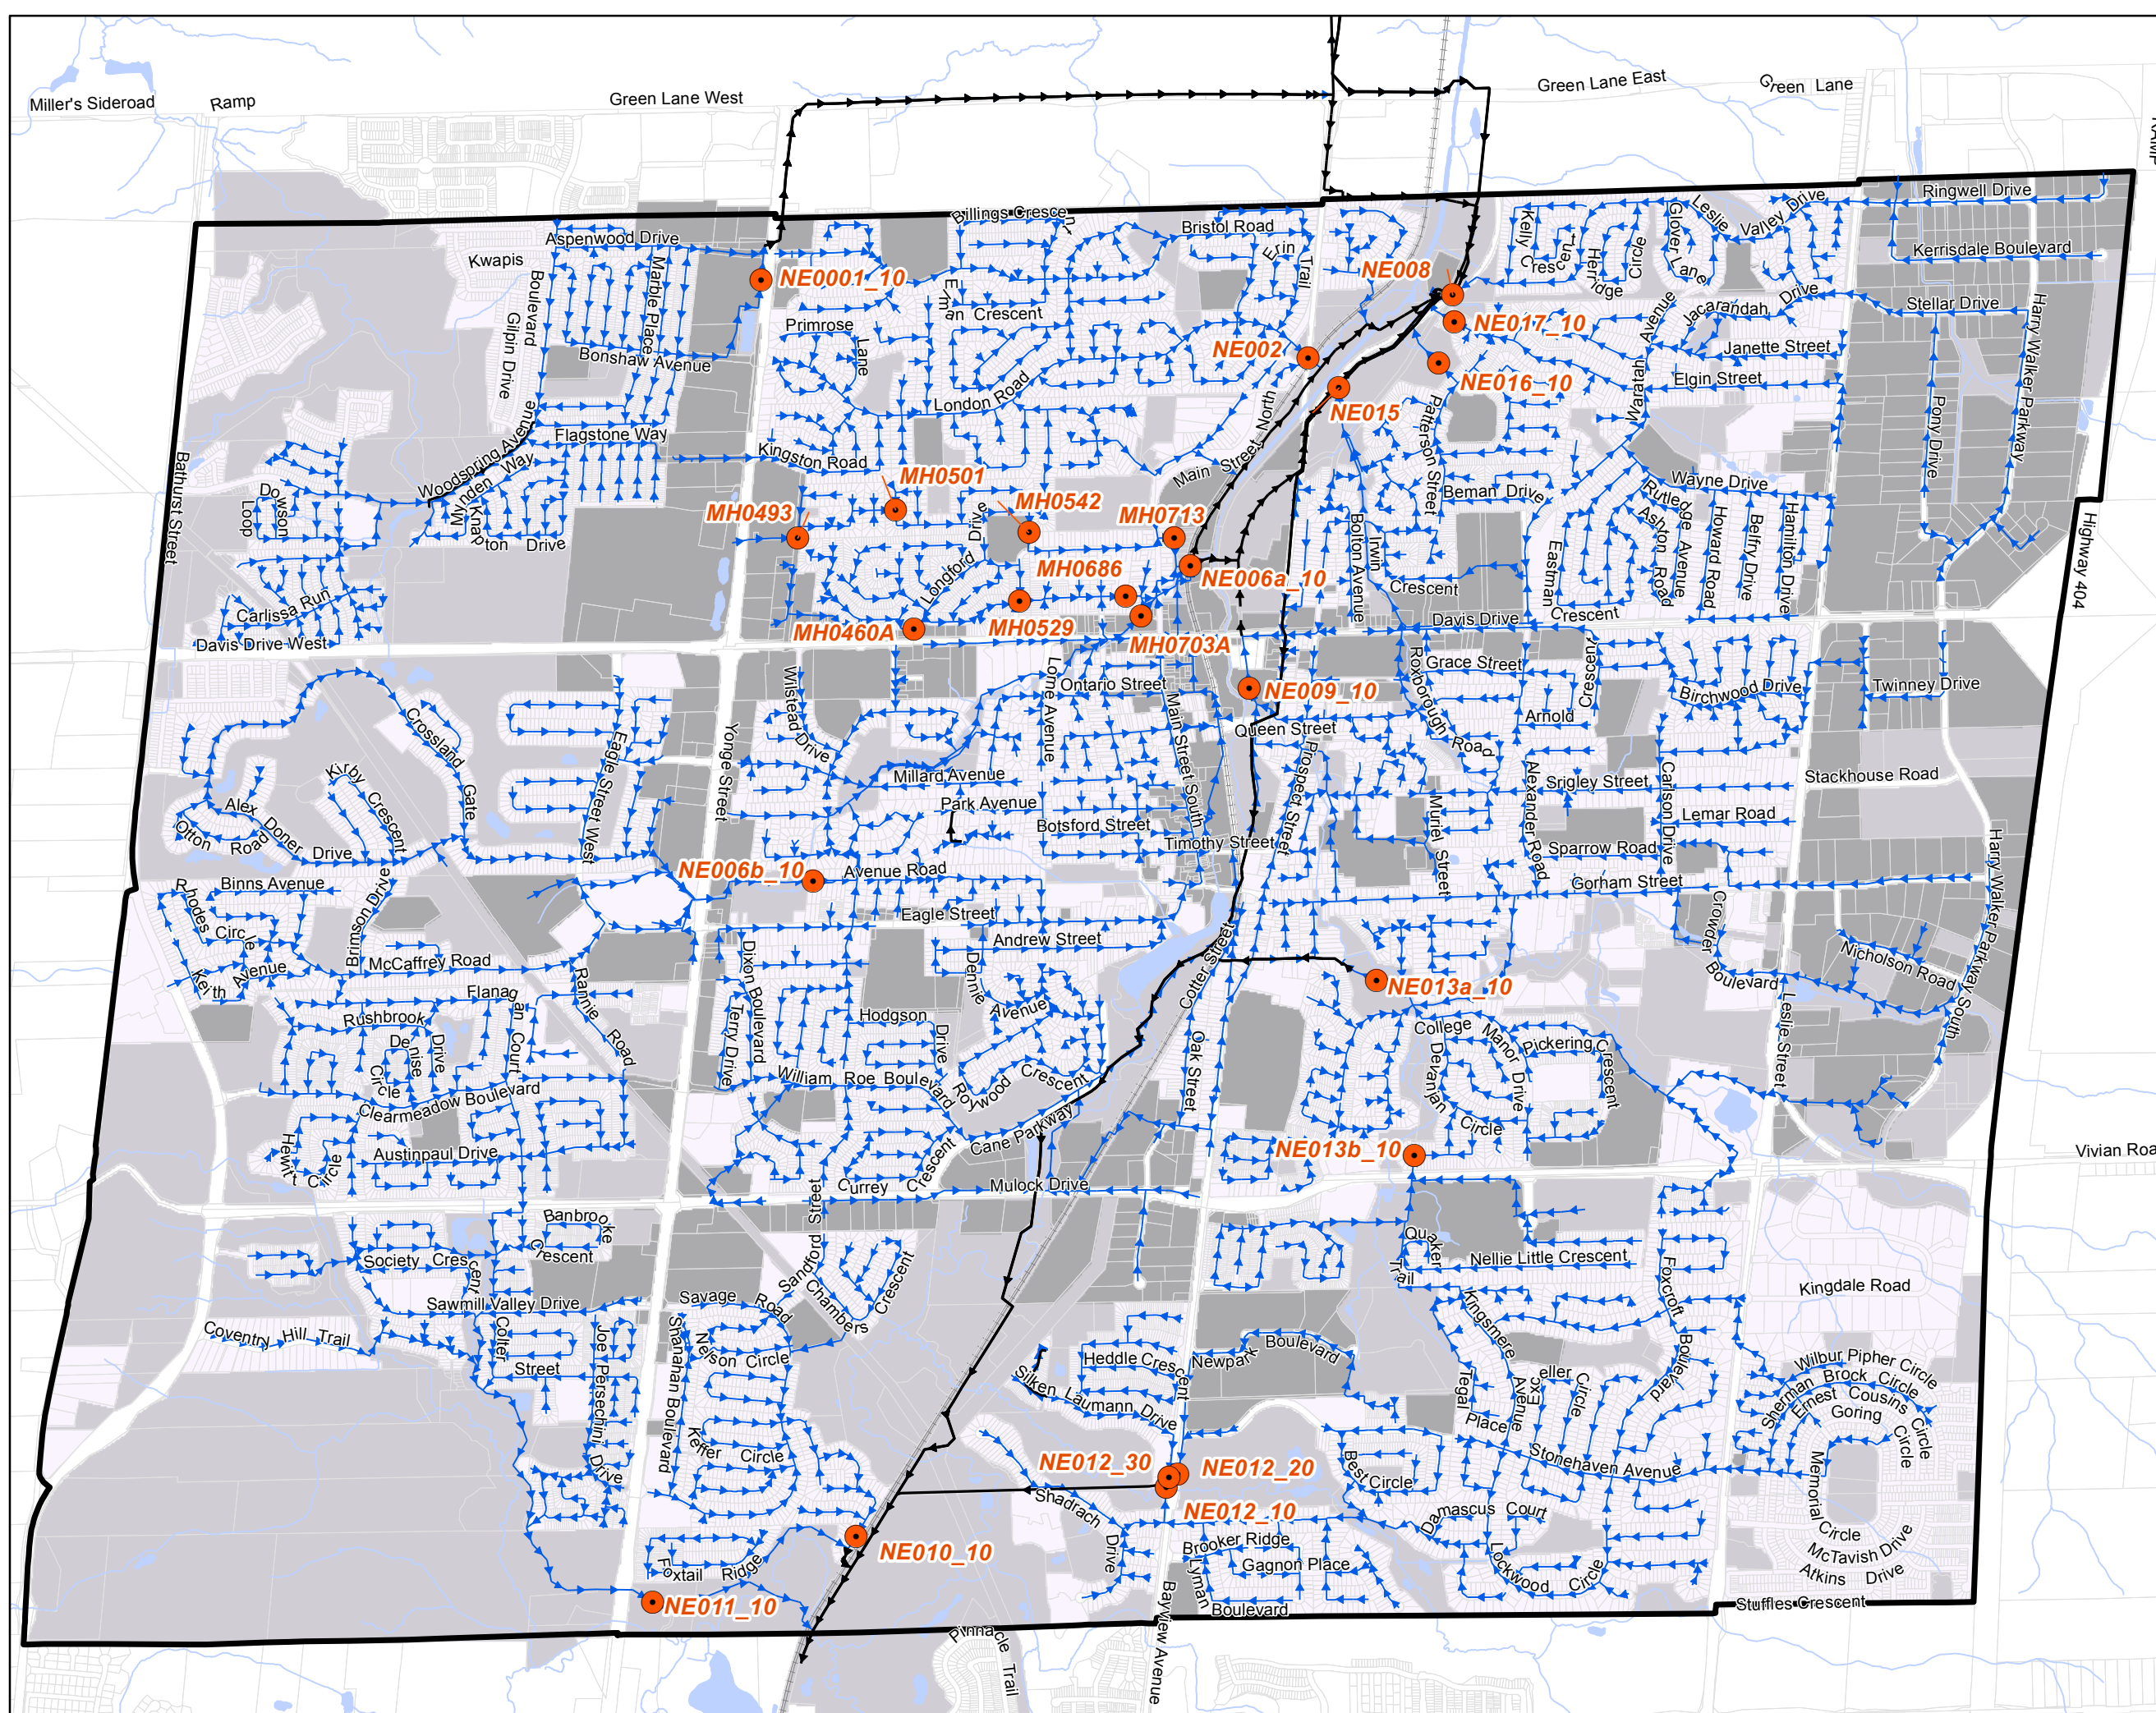 Miller's Sideroad
Ramp
Green Lane West
Green Lane East
Green Lane
Billings Crescent
Bristol Road
Erin Trail
Aspenwood Drive
Kwapis Boulevard
Marble Place
Gilpin Drive
Bonshaw Avenue
NE0001_10
Primrose Lane
Erman Crescent
London Road
NE008
NE017_10
NE002
NE016_10
NE015
Kelly Crescent
Herridge Circle
Glover Lane
Leslie Valley Drive
Ringwell Drive
Kerrisdale Boulevard
Stellar Drive
Jacarandah Drive
Janette Street
Elgin Street
Waratah Avenue
Pony Drive
Harry Walker Parkway
Bathurst Street
Woodspring Avenue
Flagstone Way
Wynden Way
Knapton Drive
Dowson Loop
Carlissa Run
Davis Drive West
Kingston Road
MH0501
MH0493
MH0542
MH0713
MH0686
NE006a_10
Longford Drive
MH0460A
MH0529
MH0703A
Main Street North
Patterson Street
Beman Drive
Bolton Avenue
Irwin Crescent
Eastman Crescent
Davis Drive
Wayne Drive
Rutledge Avenue
Ashton Road
Howard Road
Belfry Drive
Hamilton Drive
Highway 404
Wilstead Drive
Yonge Street
Lorne Avenue
Ontario Street
Main Street South
NE009_10
Queen Street
Prospect Street
Roxborough Road
Grace Street
Arnold Crescent
Birchwood Drive
Twinney Drive
Srigley Street
Stackhouse Road
Alexander Road
Carlson Drive
Lemar Road
Sparrow Road
Muriel Street
Gorham Street
Crossland Gate
Eagle Street West
Kirby Crescent
Alex Doner Drive
Otton Road
Millard Avenue
Park Avenue
Botsford Street
Timothy Street
NE006b_10
Avenue Road
Eagle Street
Andrew Street
Dennie Avenue
Binns Avenue
Rhodes Circle
Keith Avenue
Brimson Drive
McCaffrey Road
Flanagan Court
Rannie Road
Rushbrook Drive
Denise Circle
Clearmeadow Boulevard
Austinpaul Drive
Hewitt Circle
Dixon Boulevard
Terry Drive
Hodgson Drive
William Roe Boulevard
Roywood Crescent
Cane Parkway
Cotter Street
Oak Street
NE013a_10
College Manor Drive
Pickering Crescent
Devanjan Circle
NE013b_10
Crowder Boulevard
Nicholson Road
Leslie Street
Harry Walker Parkway South
Vivian Roa
Currey Crescent
Mulock Drive
Banbrooke Crescent
Society Crescent
Sawmill Valley Drive
Coventry Hill Trail
Coller Street
Joe Persechini Drive
Shanahan Boulevard
Savage Road
Nelson Circle
Sandford Street
Chambers Crescent
Keffer Circle
Foxtail Ridge
NE010_10
NE011_10
Heddle Crescent
Newpark Boulevard
Silken Laumann Drive
NE012_30
NE012_20
NE012_10
Shadrach Drive
Brooker Ridge
Gagnon Place
Lyman Boulevard
Bayview Avenue
Pinnacle Trail
Quaker Trail
Nellie Little Crescent
Kingsmere Avenue
Foxcroft Boulevard
Tegal Place
Exceller Circle
Stonehaven Avenue
Best Circle
Damascus Court
Lockwood Circle
Kingdale Road
Wilbur Pipher Circle
Sherman Brock Circle
Ernest Cousins Circle
Goring Circle
Memorial Circle
McTavish Drive
Atkins Drive
Stuffles Crescent